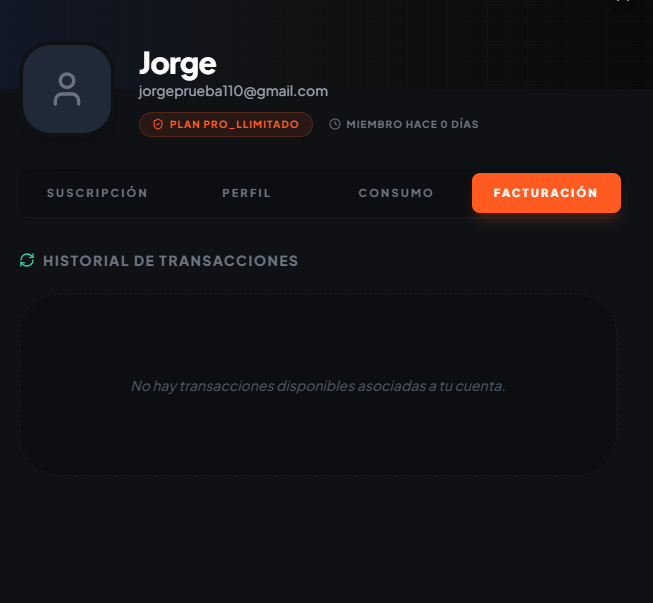 Jorge
jorgeprueba110@gmail.com
PLAN PRO_LLIMITADO
MIEMBRO HACE 0 DÍAS
SUSCRIPCIÓN
PERFIL
CONSUMO
FACTURACIÓN
HISTORIAL DE TRANSACCIONES
No hay transacciones disponibles asociadas a tu cuenta.